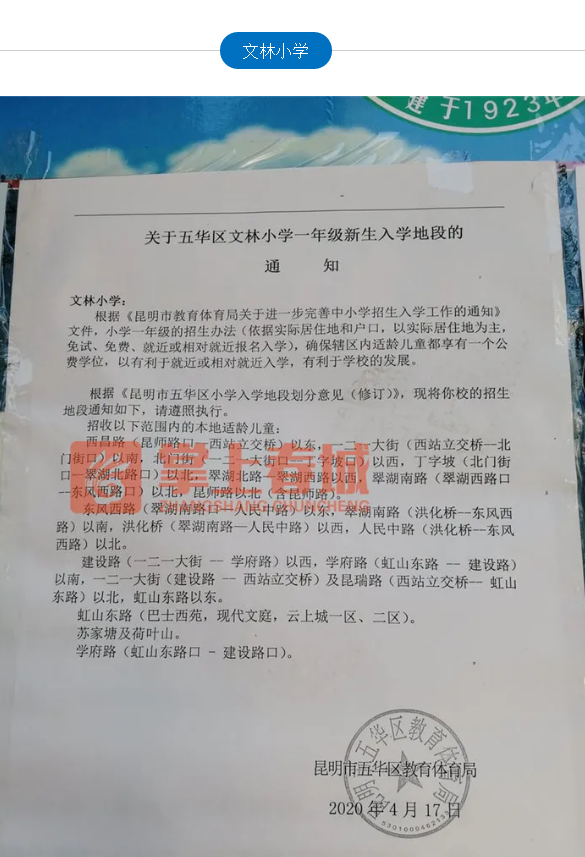 文林小学
建于1923年
关于五华区文林小学一年级新生入学地段的
通 知
文林小学：
根据《昆明市教育体育局关于进一步完善中小学招生入学工作的通知》
文件，小学一年级的招生办法（依据实际居住地和户口，以实际居住地为主，
免试、免费、就近或相对就近报名入学），确保辖区内适龄儿童都享有一个公
费学位，以有利于就近或相对就近入学，有利于学校的发展。
根据《昆明市五华区小学入学地段划分意见（修订）》，现将你校的招生
地段通知如下，请遵照执行。
招收以下范围内的本地适龄儿童：
西昌路（昆师路口—西站立交桥）以东，一二一大街（西站立交桥—北
门街口）以南，北门街（一二一大街口—丁字坡口）以西，丁字坡（北门街
口—翠湖北路口）以北，翠湖北路—翠湖西路以西，翠湖南路（翠湖西路口
--东风西路口）以北，昆师路以北（含昆师路）。
东风西路（翠湖南路口--人民中路）以东，翠湖南路（洪化桥--东风西
路）以南，洪化桥（翠湖南路—人民中路）以西，人民中路（洪化桥--东风
西路）以北。
建设路（一二一大街 -- 学府路）以西，学府路（虹山东路 -- 建设路）
以南，一二一大街（建设路 -- 西站立交桥）及昆瑞路（西站立交桥-- 虹山
东路）以北，虹山东路以东。
虹山东路（巴士西苑，现代文庭，云上城一区、二区）。
苏家塘及荷叶山。
学府路（虹山东路口 - 建设路口）。
掌上春城
ZHANGSHANG CHUNCHENG
昆明市五华区教育体育局
昆明市五华区教育体育局
2020 年 4 月 17 日